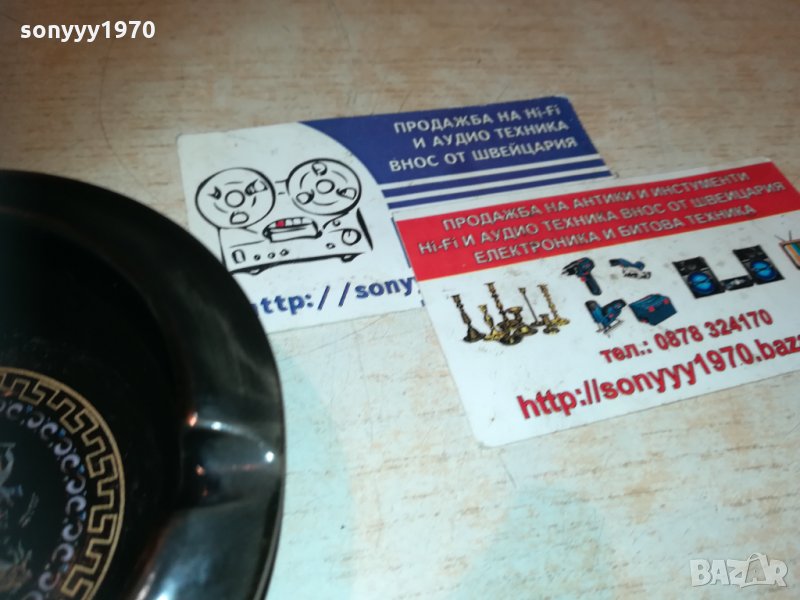 sonyyy1970
ПРОДАЖБА НА Hi-Fi
И АУДИО ТЕХНИКА
ВНОС ОТ ШВЕЙЦАРИЯ
http://sony
ПРОДАЖБА НА АНТИКИ И ИНСТУМЕНТИ
Hi-Fi И АУДИО ТЕХНИКА ВНОС ОТ ШВЕЙЦАРИЯ
ЕЛЕКТРОНИКА И БИТОВА ТЕХНИКА
тел.: 0878 324170
http://sonyyy1970.baza
BAZAR